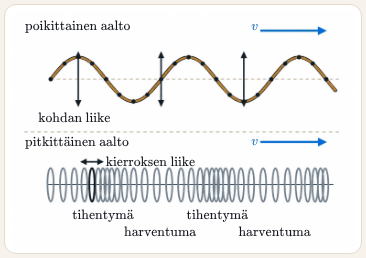 poikittainen aalto
v
kohdan liike
pitkittäinen aalto
v
kierroksen liike
tihentymä
tihentymä
harventuma
harventuma